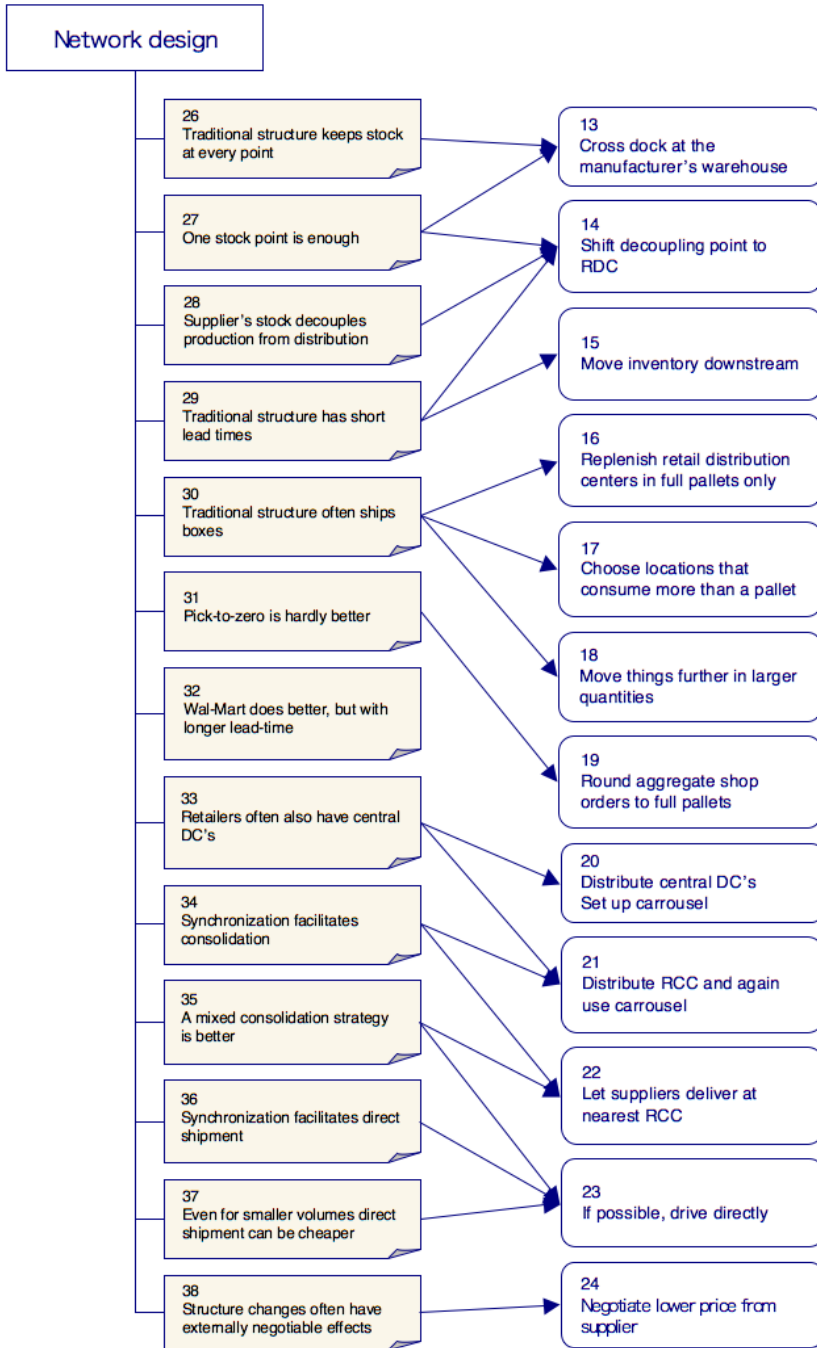 Network design
26
Traditional structure keeps stock
at every point
27
One stock point is enough
28
Supplier's stock decouples
production from distribution
29
Traditional structure has short
lead times
30
Traditional structure often ships
boxes
31
Pick-to-zero is hardly better
32
Wal-Mart does better, but with
longer lead-time
33
Retailers often also have central
DC's
34
Synchronization facilitates
consolidation
35
A mixed consolidation strategy
is better
36
Synchronization facilitates direct
shipment
37
Even for smaller volumes direct
shipment can be cheaper
38
Structure changes often have
externally negotiable effects
13
Cross dock at the
manufacturer's warehouse
14
Shift decoupling point to
RDC
15
Move inventory downstream
16
Replenish retail distribution
centers in full pallets only
17
Choose locations that
consume more than a pallet
18
Move things further in larger
quantities
19
Round aggregate shop
orders to full pallets
20
Distribute central DC's
Set up carrousel
21
Distribute RCC and again
use carrousel
22
Let suppliers deliver at
nearest RCC
23
If possible, drive directly
24
Negotiate lower price from
supplier